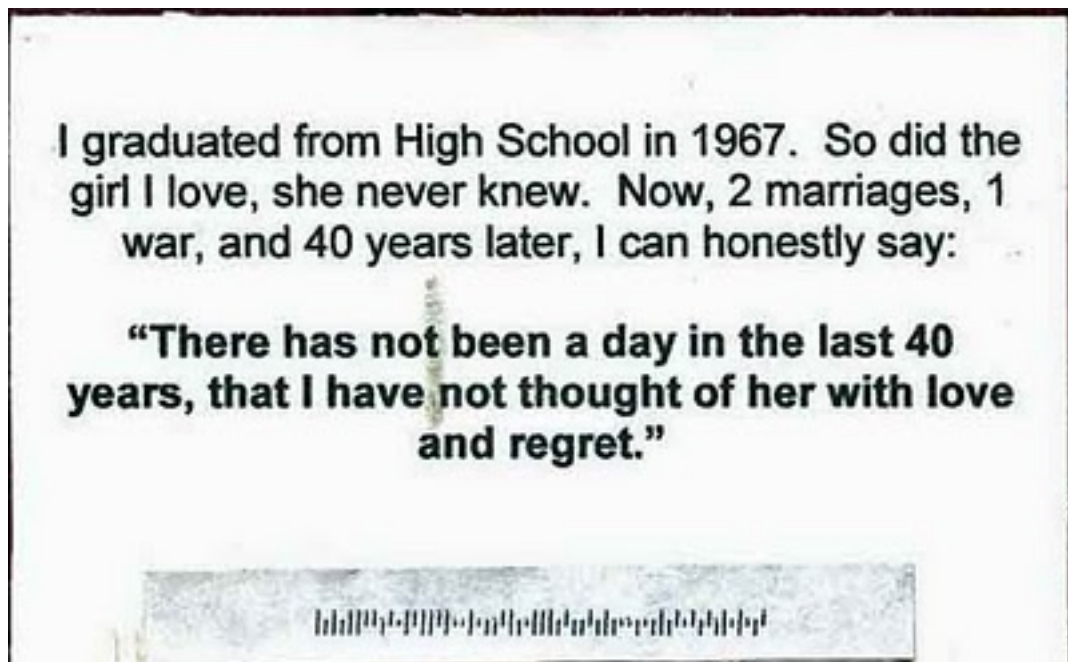 I graduated from High School in 1967.  So did the
girl I love, she never knew.  Now, 2 marriages, 1
war, and 40 years later, I can honestly say:
“There has not been a day in the last 40
years, that I have not thought of her with love
and regret.”